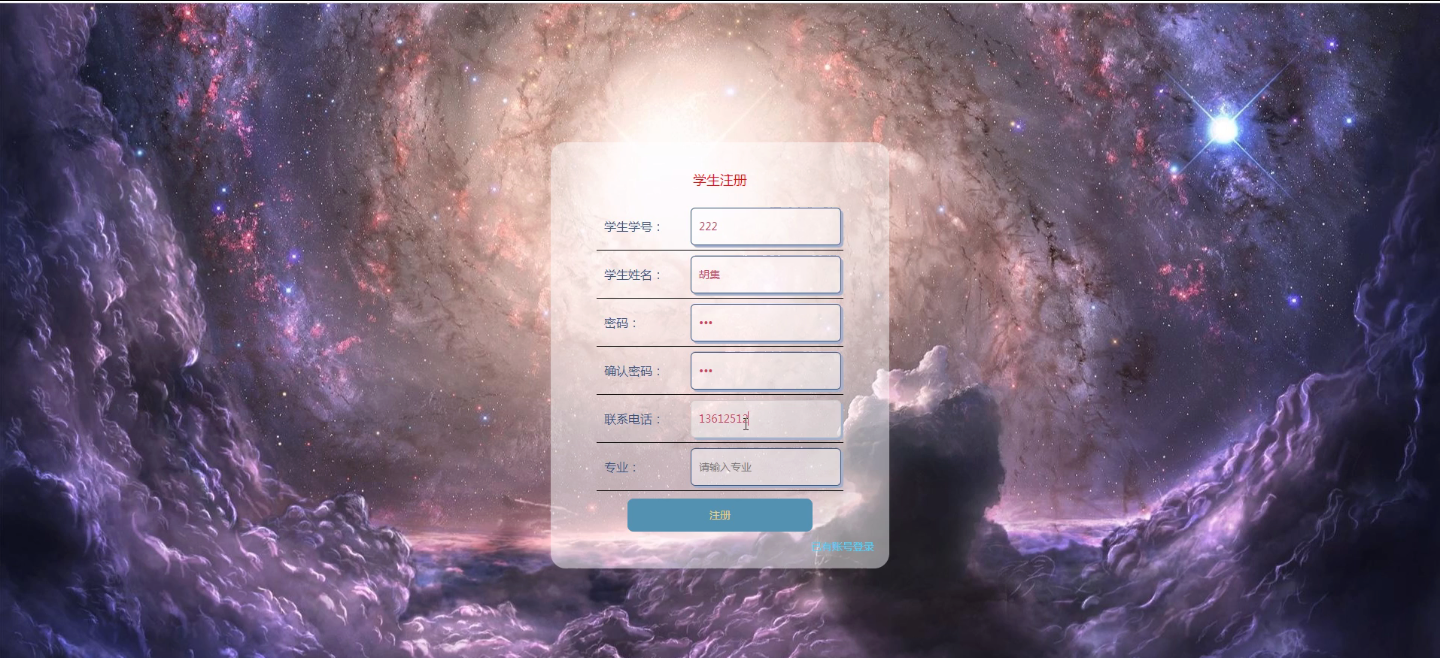 学生注册
学生学号： 222
学生姓名： 胡集
密码： •••
确认密码： •••
联系电话： 13612512
专业： 请输入专业
注册
已有账号登录